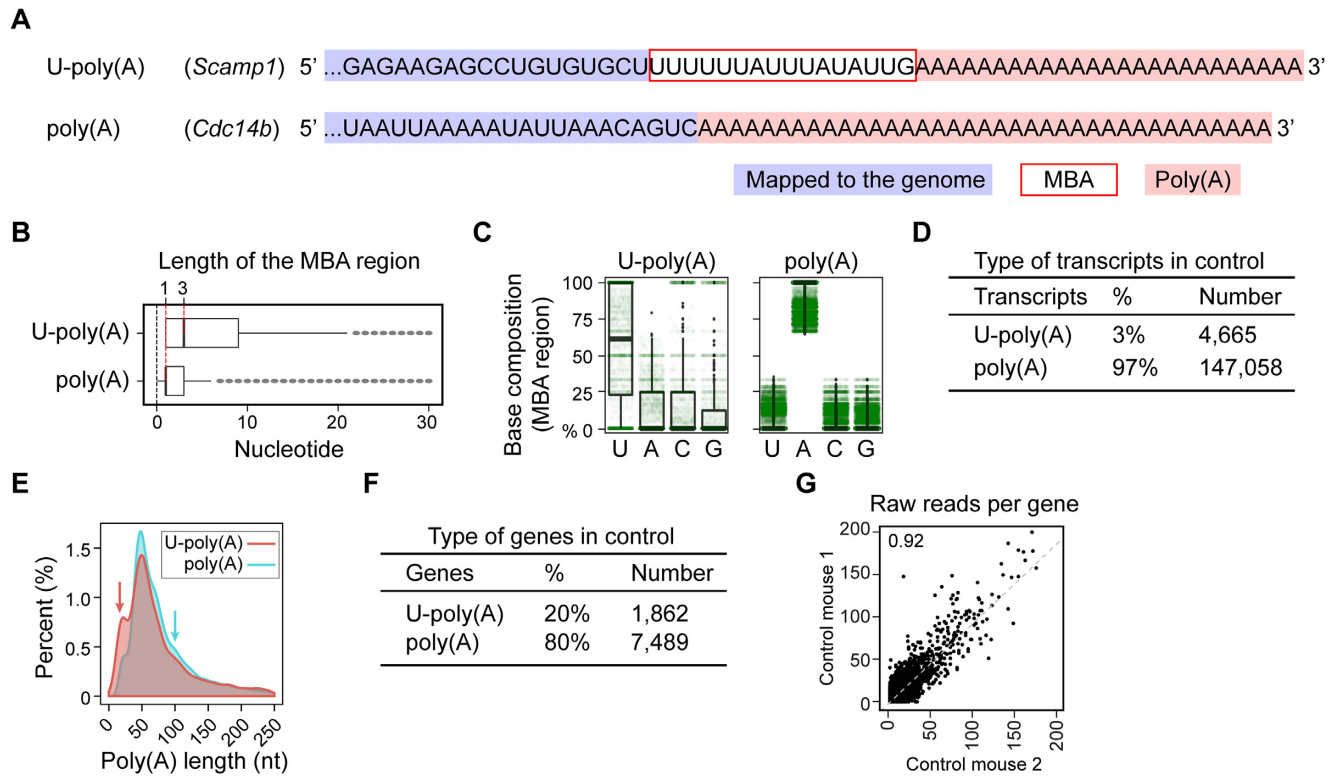 A
U-poly(A) (Scamp1) 5’ ...GAGAAGAGCCUGUGUGCUUUUUUUAUUUAUAUUGAAAAAAAAAAAAAAAAAAAAAAAA 3’
poly(A) (Cdc14b) 5’ ...UAAUUAAAAAUAUUAAACAGUCAAAAAAAAAAAAAAAAAAAAAAAAAAAAAAAAAAA 3’
Mapped to the genome MBA Poly(A)
B
Length of the MBA region
1 3
U-poly(A)
poly(A)
0 10 20 30
Nucleotide
C
U-poly(A) poly(A)
Base composition
(MBA region)
100
75
50
25
% 0
U A C G U A C G
D
Type of transcripts in control
Transcripts % Number
U-poly(A) 3% 4,665
poly(A) 97% 147,058
E
U-poly(A)
poly(A)
Percent (%)
1.5
1.0
0.5
0
0 50 100 150 200 250
Poly(A) length (nt)
F
Type of genes in control
Genes % Number
U-poly(A) 20% 1,862
poly(A) 80% 7,489
G
Raw reads per gene
0.92
Control mouse 1
200
150
100
50
0
0 50 100 150 200
Control mouse 2